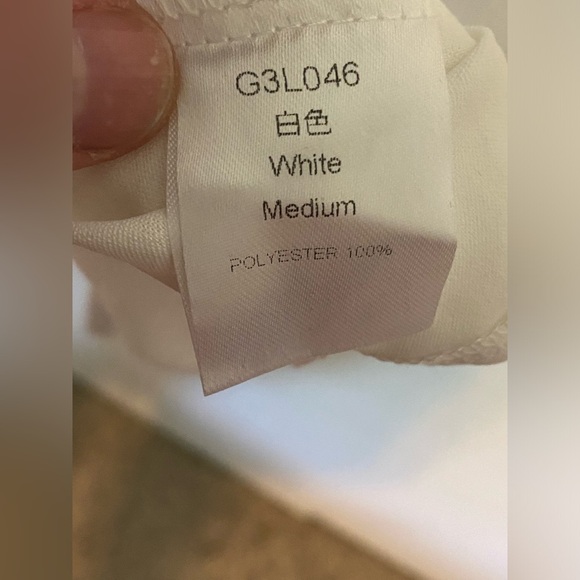 G3L046
白色
White
Medium
POLYESTER 100%